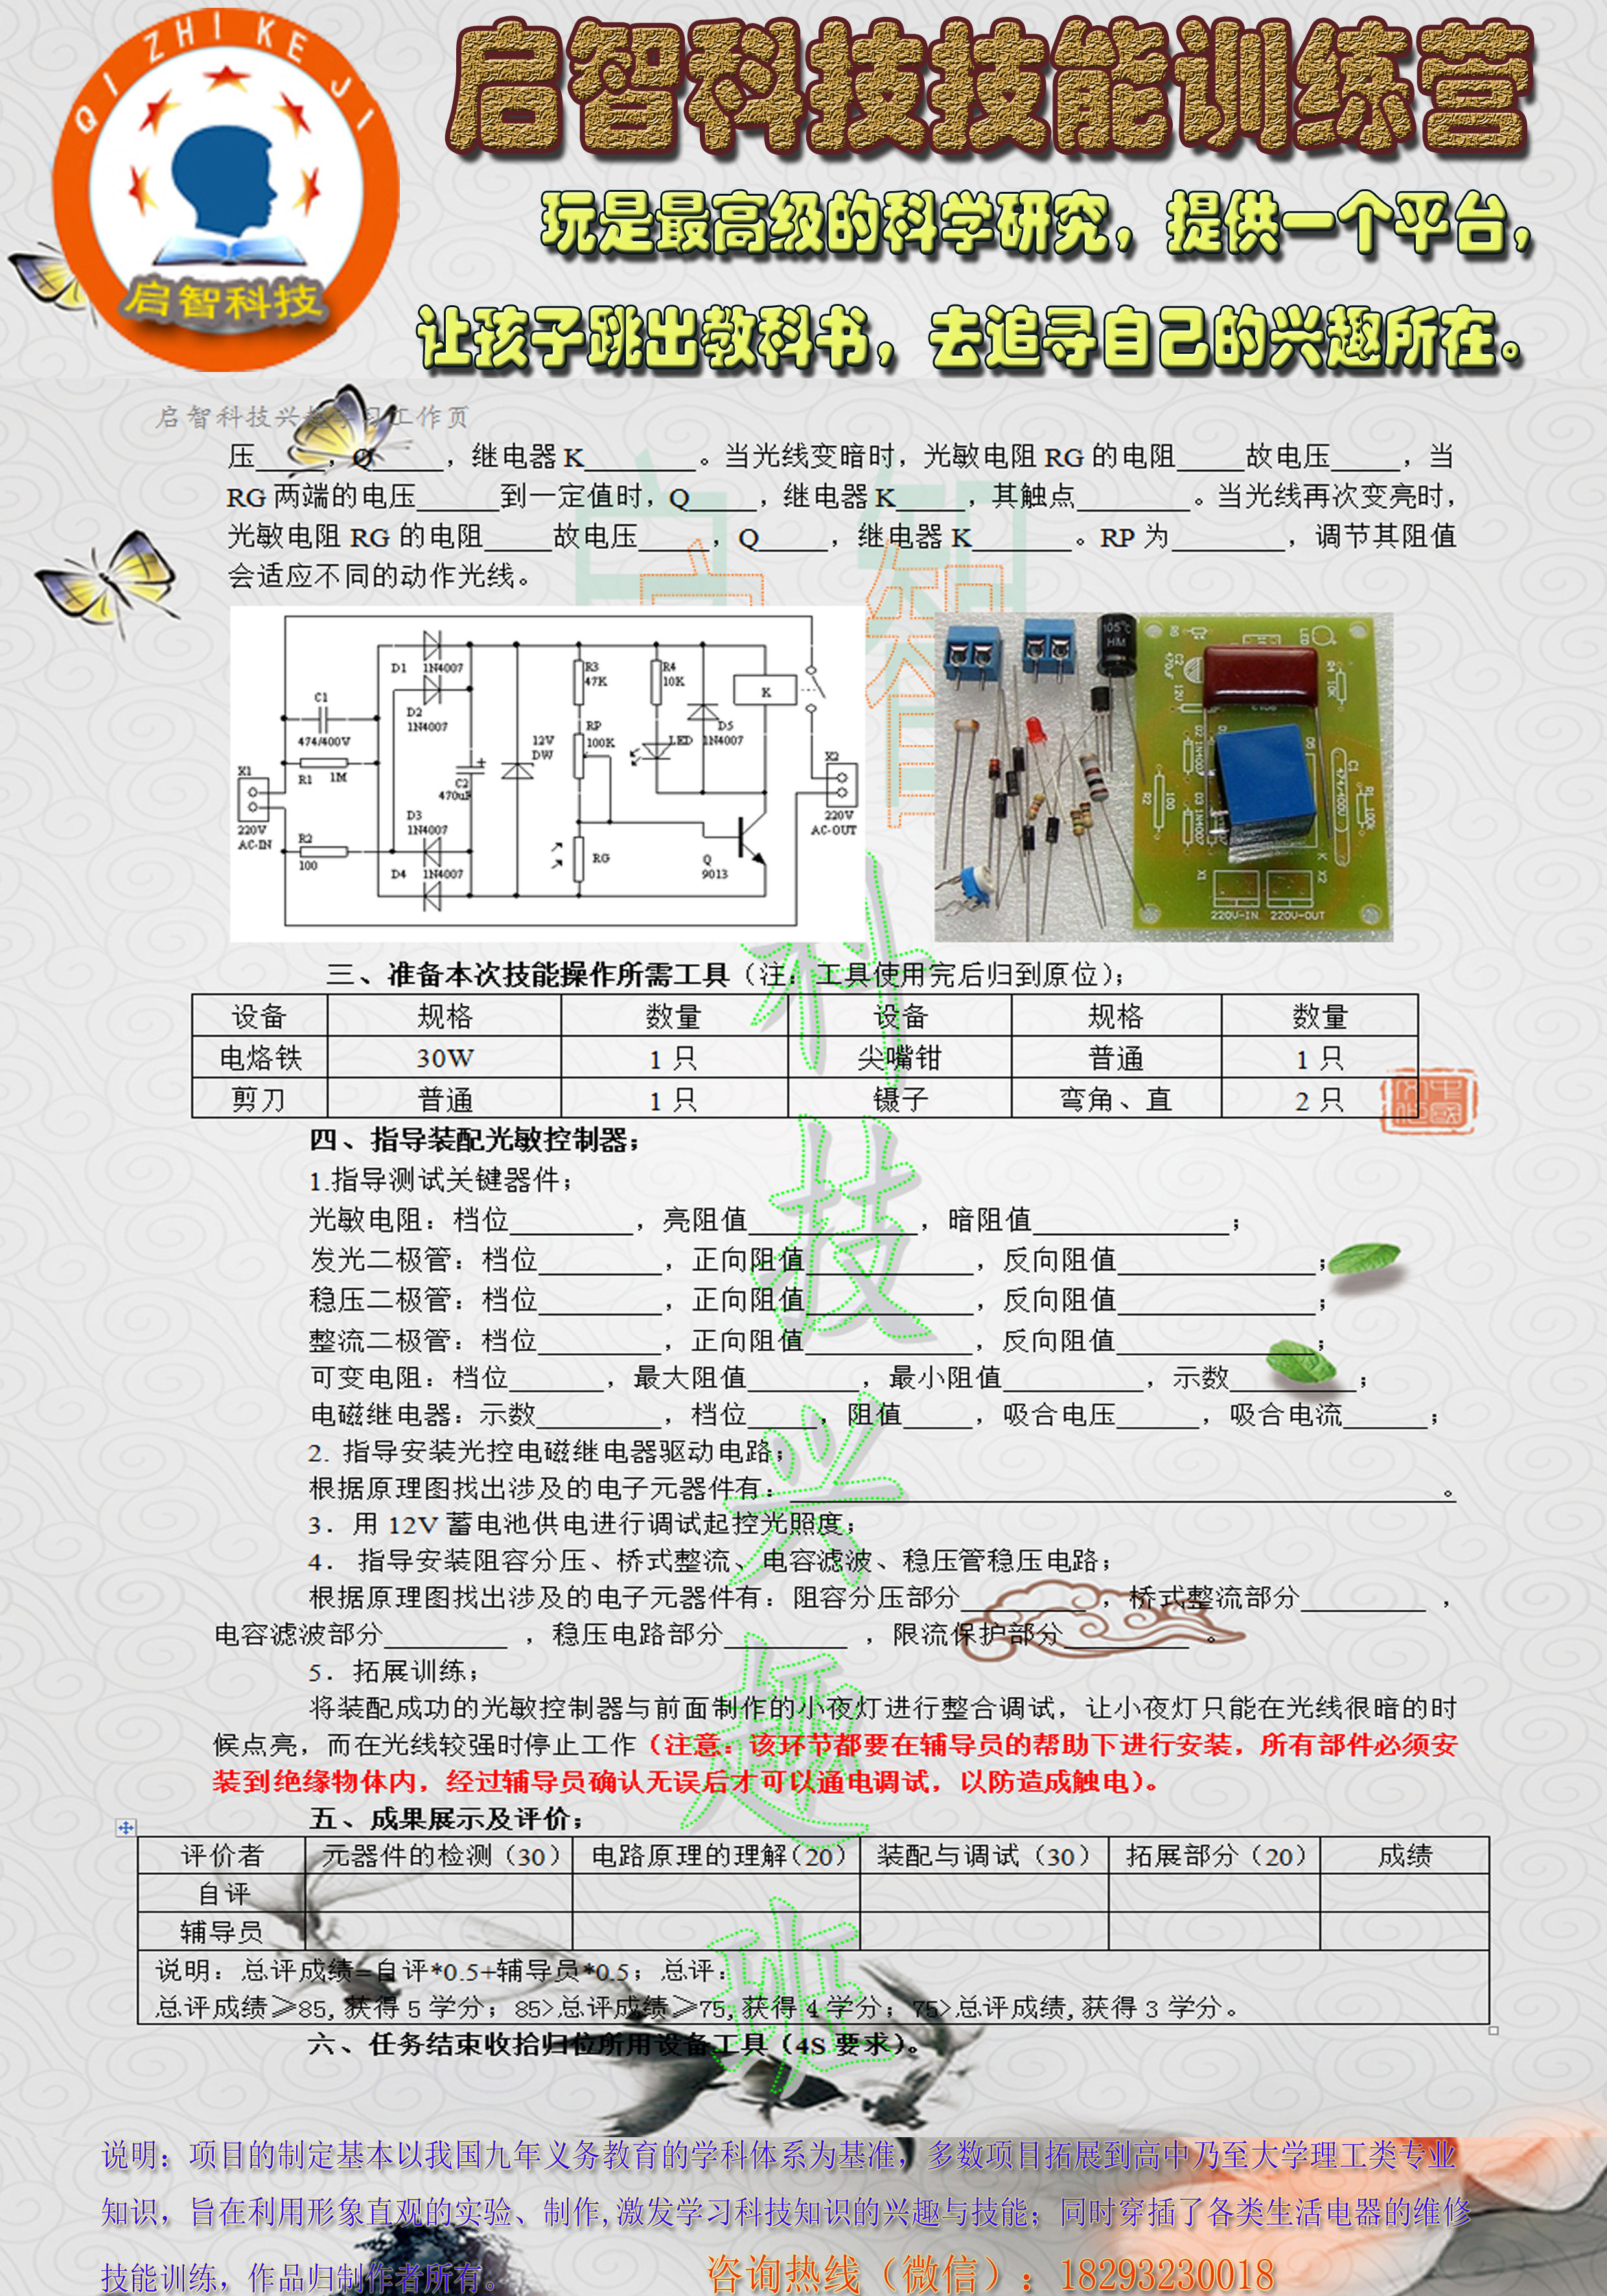 QI ZHI KE JI
启智科技
启智科技技能训练营
玩是最高级的科学研究，提供一个平台，
让孩子跳出教科书，去追寻自己的兴趣所在。
启智科技兴趣学习工作页
压_____，Q_____，继电器K________。当光线变暗时，光敏电阻RG的电阻_____故电压_____，当
RG两端的电压______到一定值时，Q_____，继电器K_____，其触点________。当光线再次变亮时，
光敏电阻RG的电阻_____故电压_____，Q_____，继电器K_______。RP为________，调节其阻值
会适应不同的动作光线。
D1 1N4007
D2
1N4007
C1
474/400V
R1 1M
X1
220V
AC-IN
R2
100
D3
1N4007
D4 1N4007
C2
470uF
12V
DW
R3
47K
RP
100K
RG
R4
10K
LED
D5
1N4007
K
Q
9013
X2
220V
AC-OUT
105℃
HM
LED
R4 10K
C2
470μF
12V
D2 1N4007
D3 1N4007
R2 100
C1 474/400V
R1 100k
K
X1
X2
220V-IN
220V-OUT
三、准备本次技能操作所需工具（注：工具使用完后归到原位）；
设备 规格 数量 设备 规格 数量
电烙铁 30W 1只 尖嘴钳 普通 1只
剪刀 普通 1只 镊子 弯角、直 2只
四、指导装配光敏控制器；
1.指导测试关键器件；
光敏电阻：档位_________，亮阻值____________，暗阻值______________；
发光二极管：档位_________，正向阻值____________，反向阻值______________；
稳压二极管：档位_________，正向阻值____________，反向阻值______________；
整流二极管：档位_________，正向阻值____________，反向阻值______________；
可变电阻：档位_______，最大阻值________，最小阻值__________，示数_________；
电磁继电器：示数_________，档位_____，阻值_____，吸合电压______，吸合电流______；
2. 指导安装光控电磁继电器驱动电路；
根据原理图找出涉及的电子元器件有：______________________________________________。
3．用12V蓄电池供电进行调试起控光照度；
4． 指导安装阻容分压、桥式整流、电容滤波、稳压管稳压电路；
根据原理图找出涉及的电子元器件有：阻容分压部分_________，桥式整流部分_________，
电容滤波部分_________，稳压电路部分_________，限流保护部分_________。
5．拓展训练；
将装配成功的光敏控制器与前面制作的小夜灯进行整合调试，让小夜灯只能在光线很暗的时
候点亮，而在光线较强时停止工作（注意：该环节都要在辅导员的帮助下进行安装，所有部件必须安
装到绝缘物体内，经过辅导员确认无误后才可以通电调试，以防造成触电）。
五、成果展示及评价；
评价者 元器件的检测（30） 电路原理的理解（20） 装配与调试（30） 拓展部分（20） 成绩
自评
辅导员
说明：总评成绩=自评*0.5+辅导员*0.5；总评：
总评成绩≥85,获得5学分；85>总评成绩≥75,获得4学分；75>总评成绩,获得3学分。
六、任务结束收拾归位所用设备工具（4S要求）。
启智科技兴趣班
说明：项目的制定基本以我国九年义务教育的学科体系为基准，多数项目拓展到高中乃至大学理工类专业
知识，旨在利用形象直观的实验、制作,激发学习科技知识的兴趣与技能；同时穿插了各类生活电器的维修
技能训练，作品归制作者所有。
咨询热线（微信）：18293230018